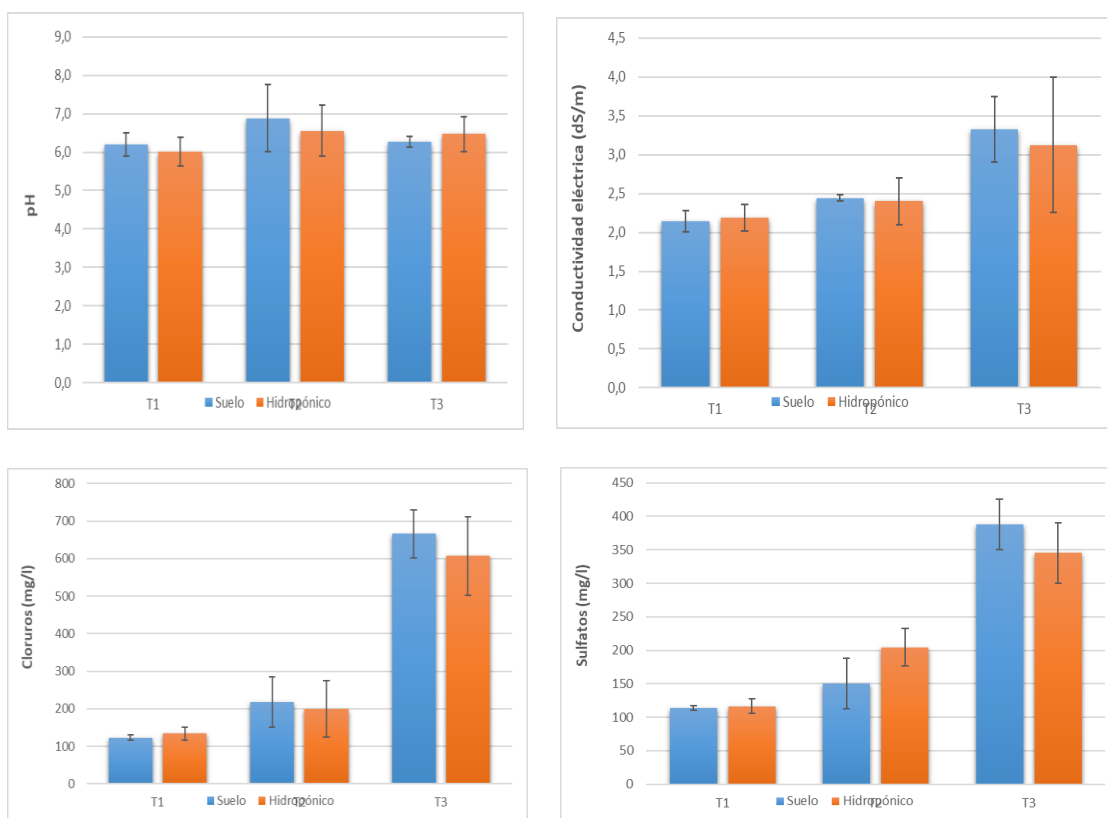 9,0
8,0
7,0
6,0
5,0
4,0
3,0
2,0
1,0
0,0
pH
T1
T2
T3
Suelo
Hidropónico
4,5
4,0
3,5
3,0
2,5
2,0
1,5
1,0
0,5
0,0
Conductividad eléctrica (dS/m)
T1
T2
T3
Suelo
Hidropónico
800
700
600
500
400
300
200
100
0
Cloruros (mg/l)
T1
T2
T3
Suelo
Hidropónico
450
400
350
300
250
200
150
100
50
0
Sulfatos (mg/l)
T1
T2
T3
Suelo
Hidropónico